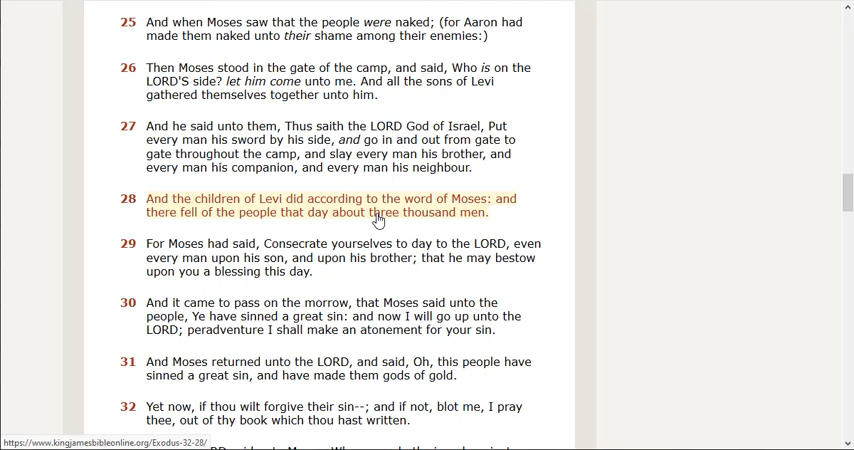 25 And when Moses saw that the people were naked; (for Aaron had
made them naked unto their shame among their enemies:)
26 Then Moses stood in the gate of the camp, and said, Who is on the
LORD'S side? let him come unto me. And all the sons of Levi
gathered themselves together unto him.
27 And he said unto them, Thus saith the LORD God of Israel, Put
every man his sword by his side, and go in and out from gate to
gate throughout the camp, and slay every man his brother, and
every man his companion, and every man his neighbour.
28 And the children of Levi did according to the word of Moses: and
there fell of the people that day about three thousand men.
29 For Moses had said, Consecrate yourselves to day to the LORD, even
every man upon his son, and upon his brother; that he may bestow
upon you a blessing this day.
30 And it came to pass on the morrow, that Moses said unto the
people, Ye have sinned a great sin: and now I will go up unto the
LORD; peradventure I shall make an atonement for your sin.
31 And Moses returned unto the LORD, and said, Oh, this people have
sinned a great sin, and have made them gods of gold.
32 Yet now, if thou wilt forgive their sin--; and if not, blot me, I pray
thee, out of thy book which thou hast written.
https://www.kingjamesbibleonline.org/Exodus-32-28/